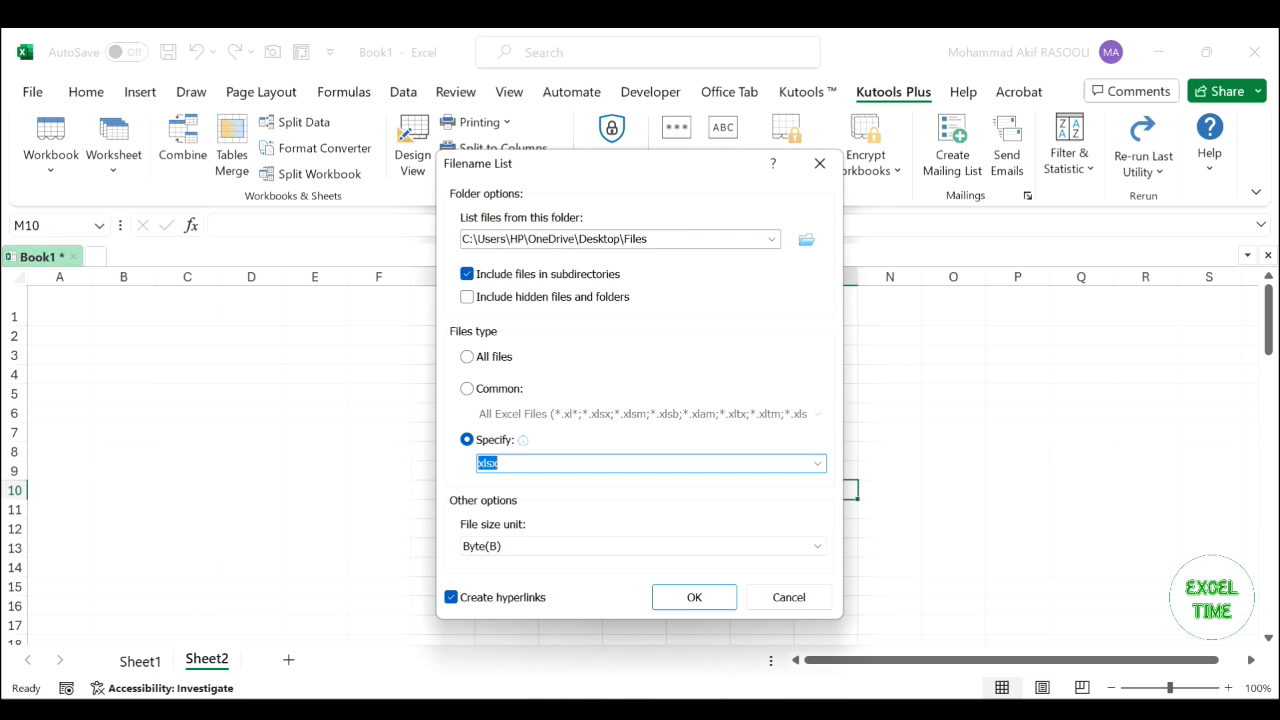 AutoSave Off Book1 - Excel Search Mohammad Akif RASOOLI MA
File Home Insert Draw Page Layout Formulas Data Review View Automate Developer Office Tab Kutools ™ Kutools Plus Help Acrobat Comments Share
Workbook Worksheet Combine Tables Merge Split Data Format Converter Split Workbook Design View Printing Split to Columns *** ABC Encrypt Create Mailing List Send Emails Filter & Statistic Re-run Last Utility Help
Workbooks & Sheets Mailings Rerun
M10 fx
Book1 *
A B C D E F N O P Q R S
1
2
3
4
5
6
7
8
9
10
11
12
13
14
15
16
17
18
Filename List ?
Folder options:
List files from this folder:
C:\Users\HP\OneDrive\Desktop\Files
Include files in subdirectories
Include hidden files and folders
Files type
All files
Common:
All Excel Files (*.xl*;*.xlsx;*.xlsm;*.xlsb;*.xlam;*.xltx;*.xltm;*.xls
Specify:
xlsx
Other options
File size unit:
Byte(B)
Create hyperlinks OK Cancel
EXCEL
TIME
Sheet1 Sheet2
Ready Accessibility: Investigate 100%